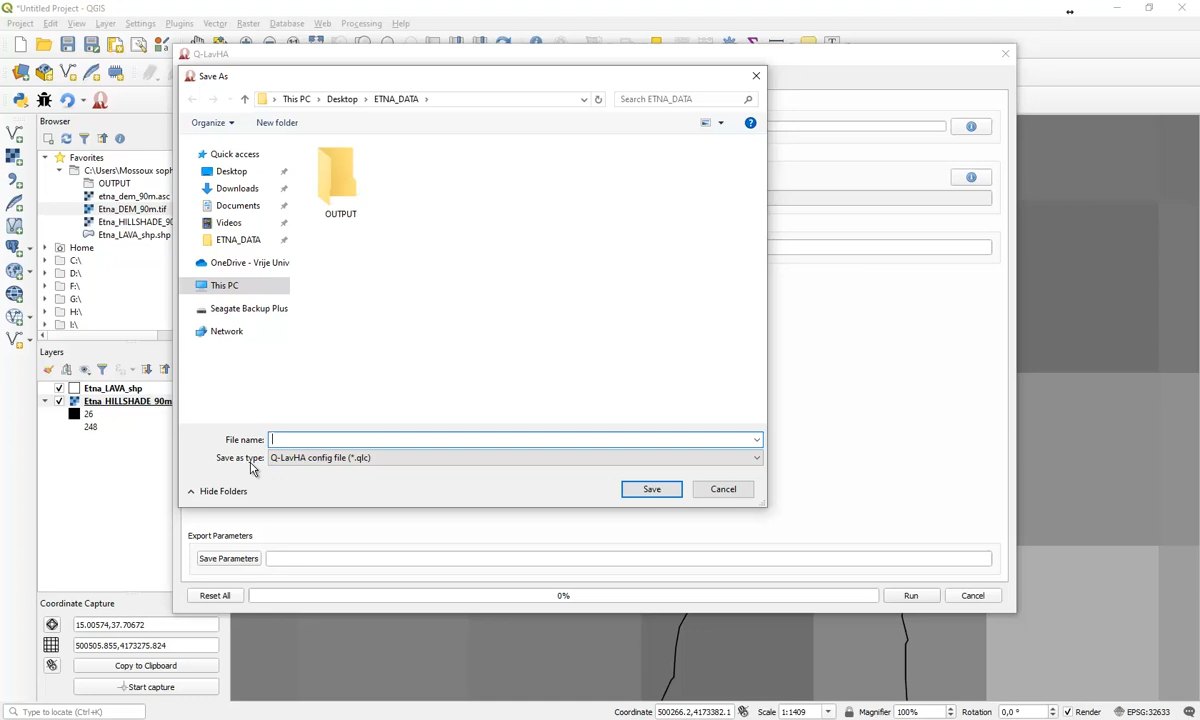 *Untitled Project - QGIS
Project Edit View Layer Settings Plugins Vector Raster Database Web Processing Help
Q-LavHA
Save As
This PC > Desktop > ETNA_DATA >
Search ETNA_DATA
Organize
New folder
Browser
Favorites
C:\Users\Mossoux soph
OUTPUT
etna_dem_90m.asc
Etna_DEM_90m.tif
Etna_HILLSHADE_90
Etna_LAVA_shp.shp
Home
C:\
D:\
F:\
G:\
H:\
I:\
Quick access
Desktop
Downloads
Documents
Videos
ETNA_DATA
OneDrive - Vrije Univ
This PC
Seagate Backup Plus
Network
OUTPUT
Layers
Etna_LAVA_shp
Etna_HILLSHADE_90m
26
248
File name:
Save as type: Q-LavHA config file (*.qlc)
Hide Folders
Save
Cancel
Export Parameters
Save Parameters
Reset All
0%
Run
Cancel
Coordinate Capture
15.00574,37.70672
500505.855,4173275.824
Copy to Clipboard
Start capture
Type to locate (Ctrl+K)
Coordinate 500266.2,4173382.1
Scale 1:1409
Magnifier 100%
Rotation 0,0 °
Render
EPSG:32633